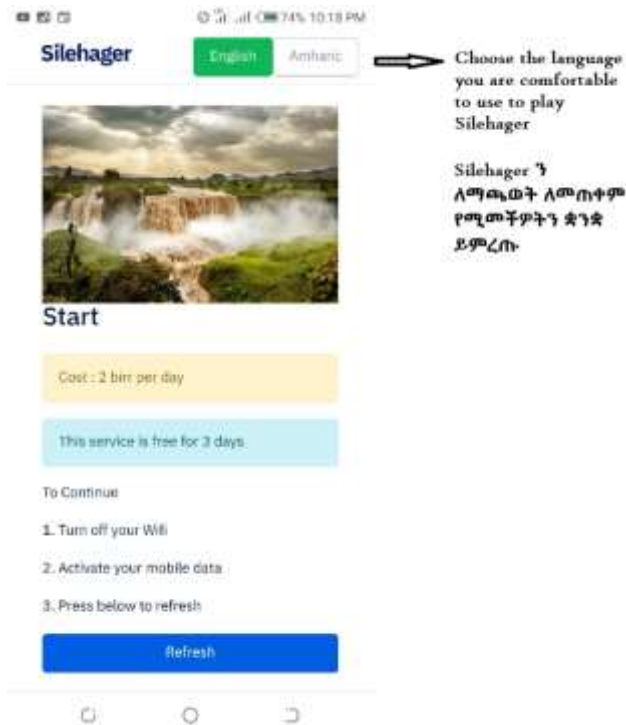 74% 10:18 PM
Silehager
English
Amharic
Choose the language
you are comfortable
to use to play
Silehager
Silehager ን
ለማጫወት ለመጠቀም
የሚመችዎትን ቋንቋ
ይምረጡ
Start
Cost : 2 birr per day
This service is free for 3 days
To Continue
1. Turn off your Wifi
2. Activate your mobile data
3. Press below to refresh
Refresh